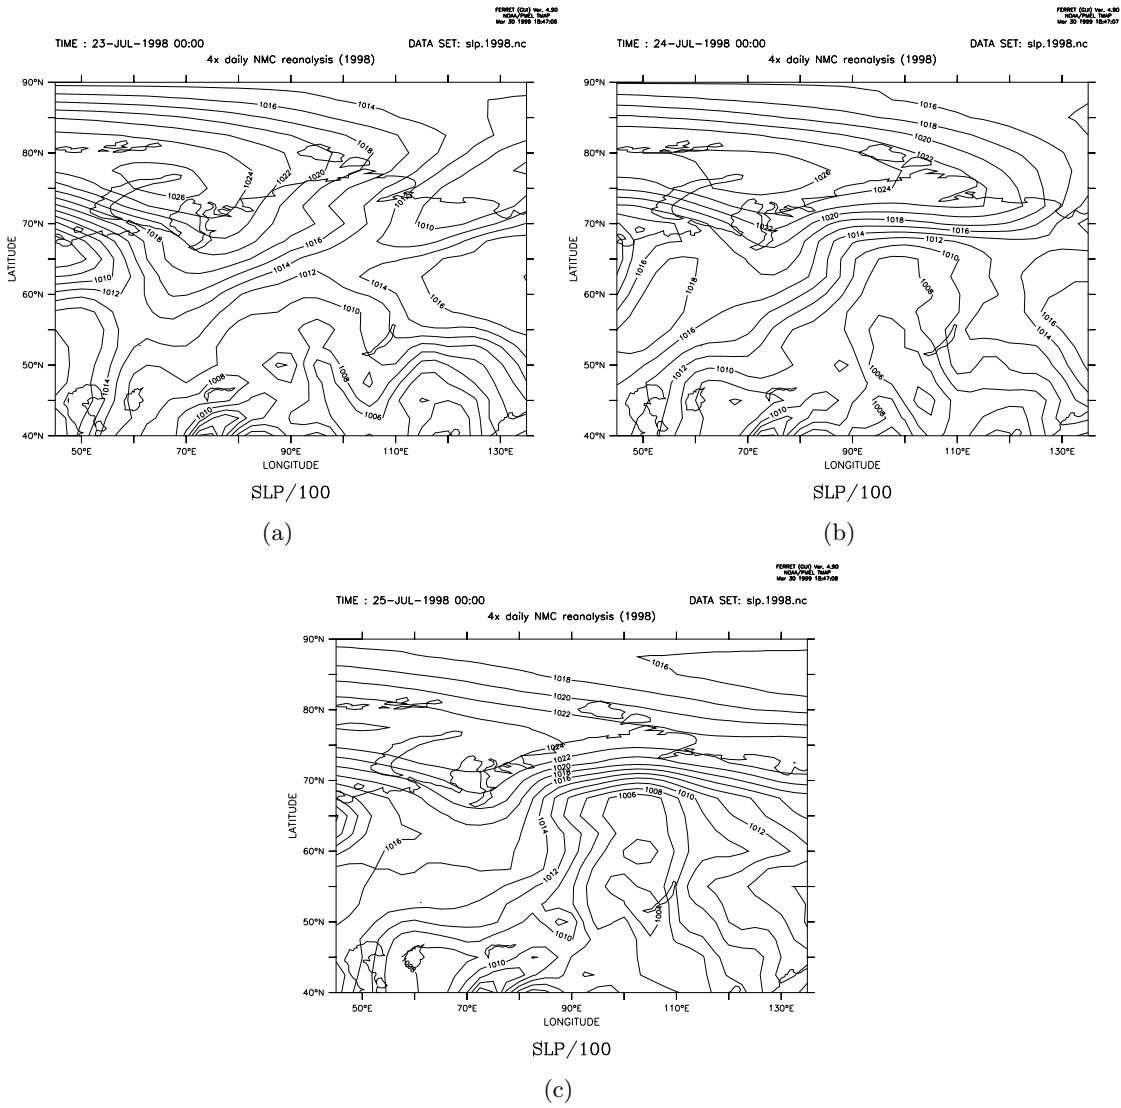 FERRET (GUI) Ver. 4.90
NOAA/PMEL TMAP
Mar 30 1999 18:47:06
TIME : 23-JUL-1998 00:00 DATA SET: slp.1998.nc
4x daily NMC reanalysis (1998)
90°N
80°N
70°N
60°N
50°N
40°N
LATITUDE
1016
1014
1018
1020
1022
1024
1026
1018
1010
1016
1014
1012
1014
1010
1012
1010
1016
1014
1008
1010
1008
1006
50°E 70°E 90°E 110°E 130°E
LONGITUDE
SLP/100
(a)
FERRET (GUI) Ver. 4.90
NOAA/PMEL TMAP
Mar 30 1999 18:47:07
TIME : 24-JUL-1998 00:00 DATA SET: slp.1998.nc
4x daily NMC reanalysis (1998)
90°N
80°N
70°N
60°N
50°N
40°N
LATITUDE
1016
1018
1020
1022
1026
1024
1022
1020
1018
1016
1014
1012
1010
1016
1018
1008
1016
1016
1014
1012
1010
1006
1010
1008
50°E 70°E 90°E 110°E 130°E
LONGITUDE
SLP/100
(b)
FERRET (GUI) Ver. 4.90
NOAA/PMEL TMAP
Mar 30 1999 18:47:08
TIME : 25-JUL-1998 00:00 DATA SET: slp.1998.nc
4x daily NMC reanalysis (1998)
90°N
80°N
70°N
60°N
50°N
40°N
LATITUDE
1016
1018
1020
1022
1024
1022
1020
1018
1016
1006
1008
1010
1014
1012
1016
1012
1004
1010
1010
1008
50°E 70°E 90°E 110°E 130°E
LONGITUDE
SLP/100
(c)